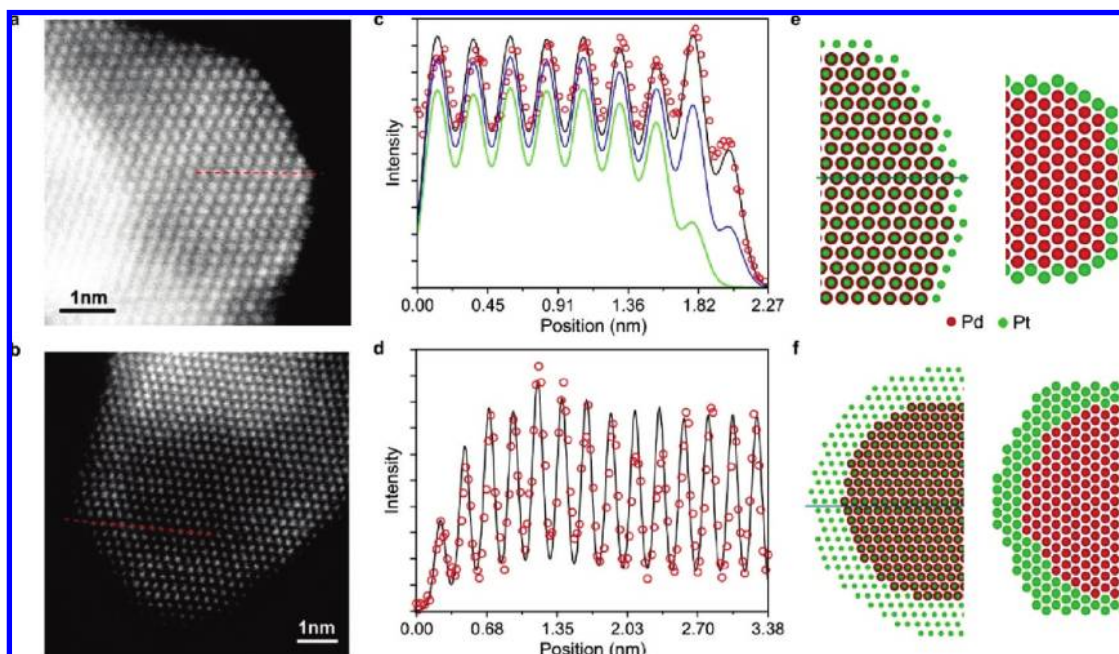 a
1nm
b
1nm
c
Intensity
0.00 0.45 0.91 1.36 1.82 2.27
Position (nm)
d
Intensity
0.00 0.68 1.35 2.03 2.70 3.38
Position (nm)
e
Pd Pt
f